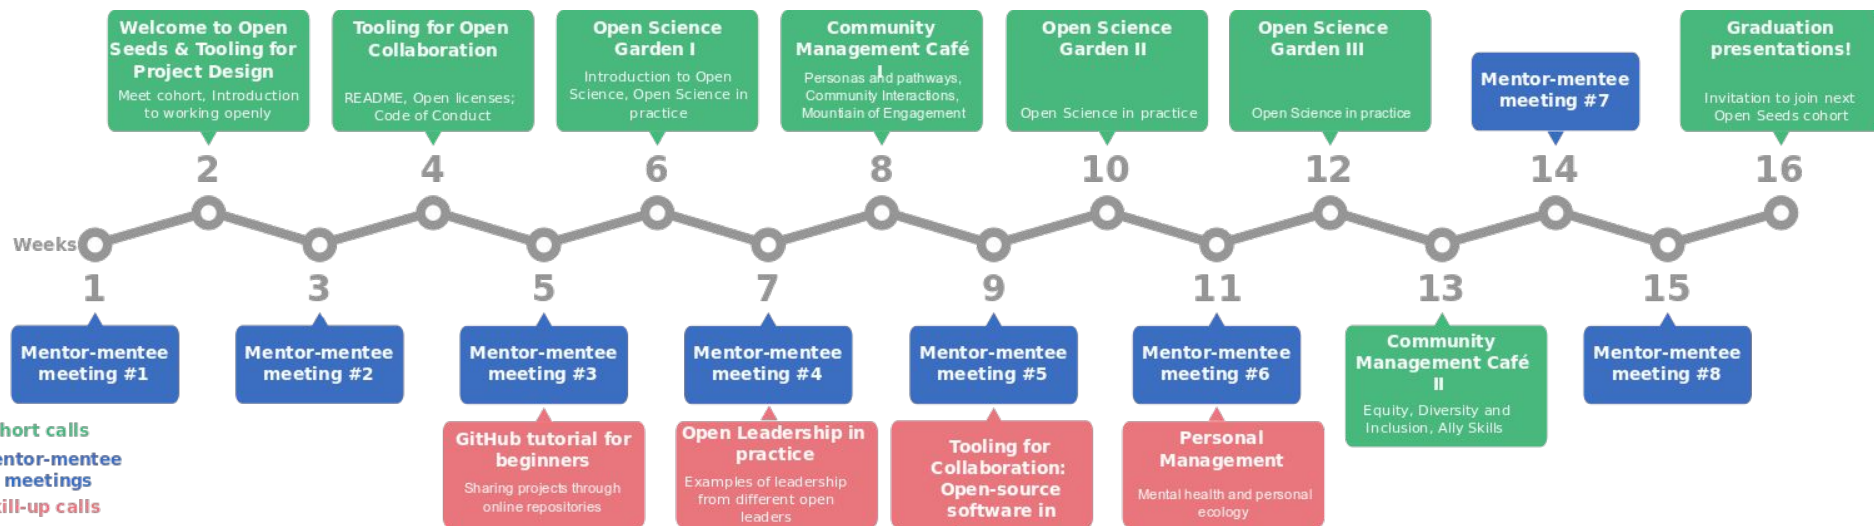 Welcome to Open
Seeds & Tooling for
Project Design
Meet cohort, Introduction
to working openly
Tooling for Open
Collaboration
README, Open licenses;
Code of Conduct
Open Science
Garden I
Introduction to Open
Science, Open Science in
practice
Community
Management Café
I
Personas and pathways,
Community Interactions,
Mountiain of Engagement
Open Science
Garden II
Open Science in practice
Open Science
Garden III
Open Science in practice
Mentor-mentee
meeting #7
Graduation
presentations!
Invitation to join next
Open Seeds cohort
2
4
6
8
10
12
14
16
Weeks
1
3
5
7
9
11
13
15
Mentor-mentee
meeting #1
Mentor-mentee
meeting #2
Mentor-mentee
meeting #3
Mentor-mentee
meeting #4
Mentor-mentee
meeting #5
Mentor-mentee
meeting #6
Community
Management Café
II
Equity, Diversity and
Inclusion, Ally Skills
Mentor-mentee
meeting #8
hort calls
entor-mentee
meetings
ill-up calls
GitHub tutorial for
beginners
Sharing projects through
online repositories
Open Leadership in
practice
Examples of leadership
from different open
leaders
Tooling for
Collaboration:
Open-source
software in
Personal
Management
Mental health and personal
ecology